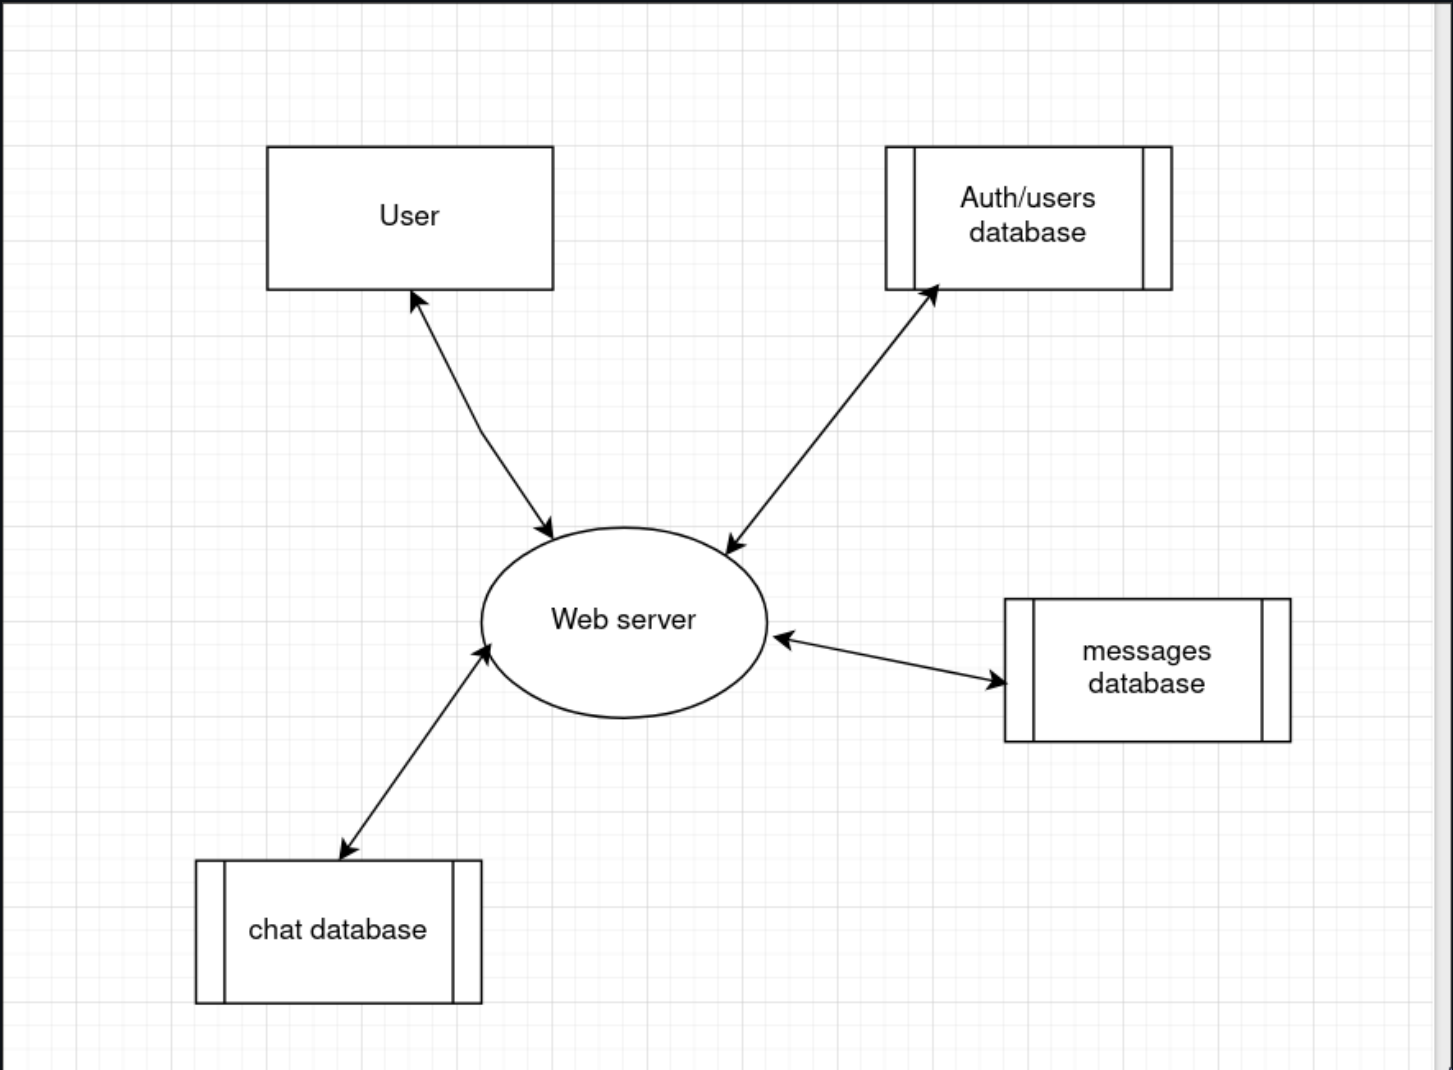 User
Auth/users
database
Web server
messages
database
chat database